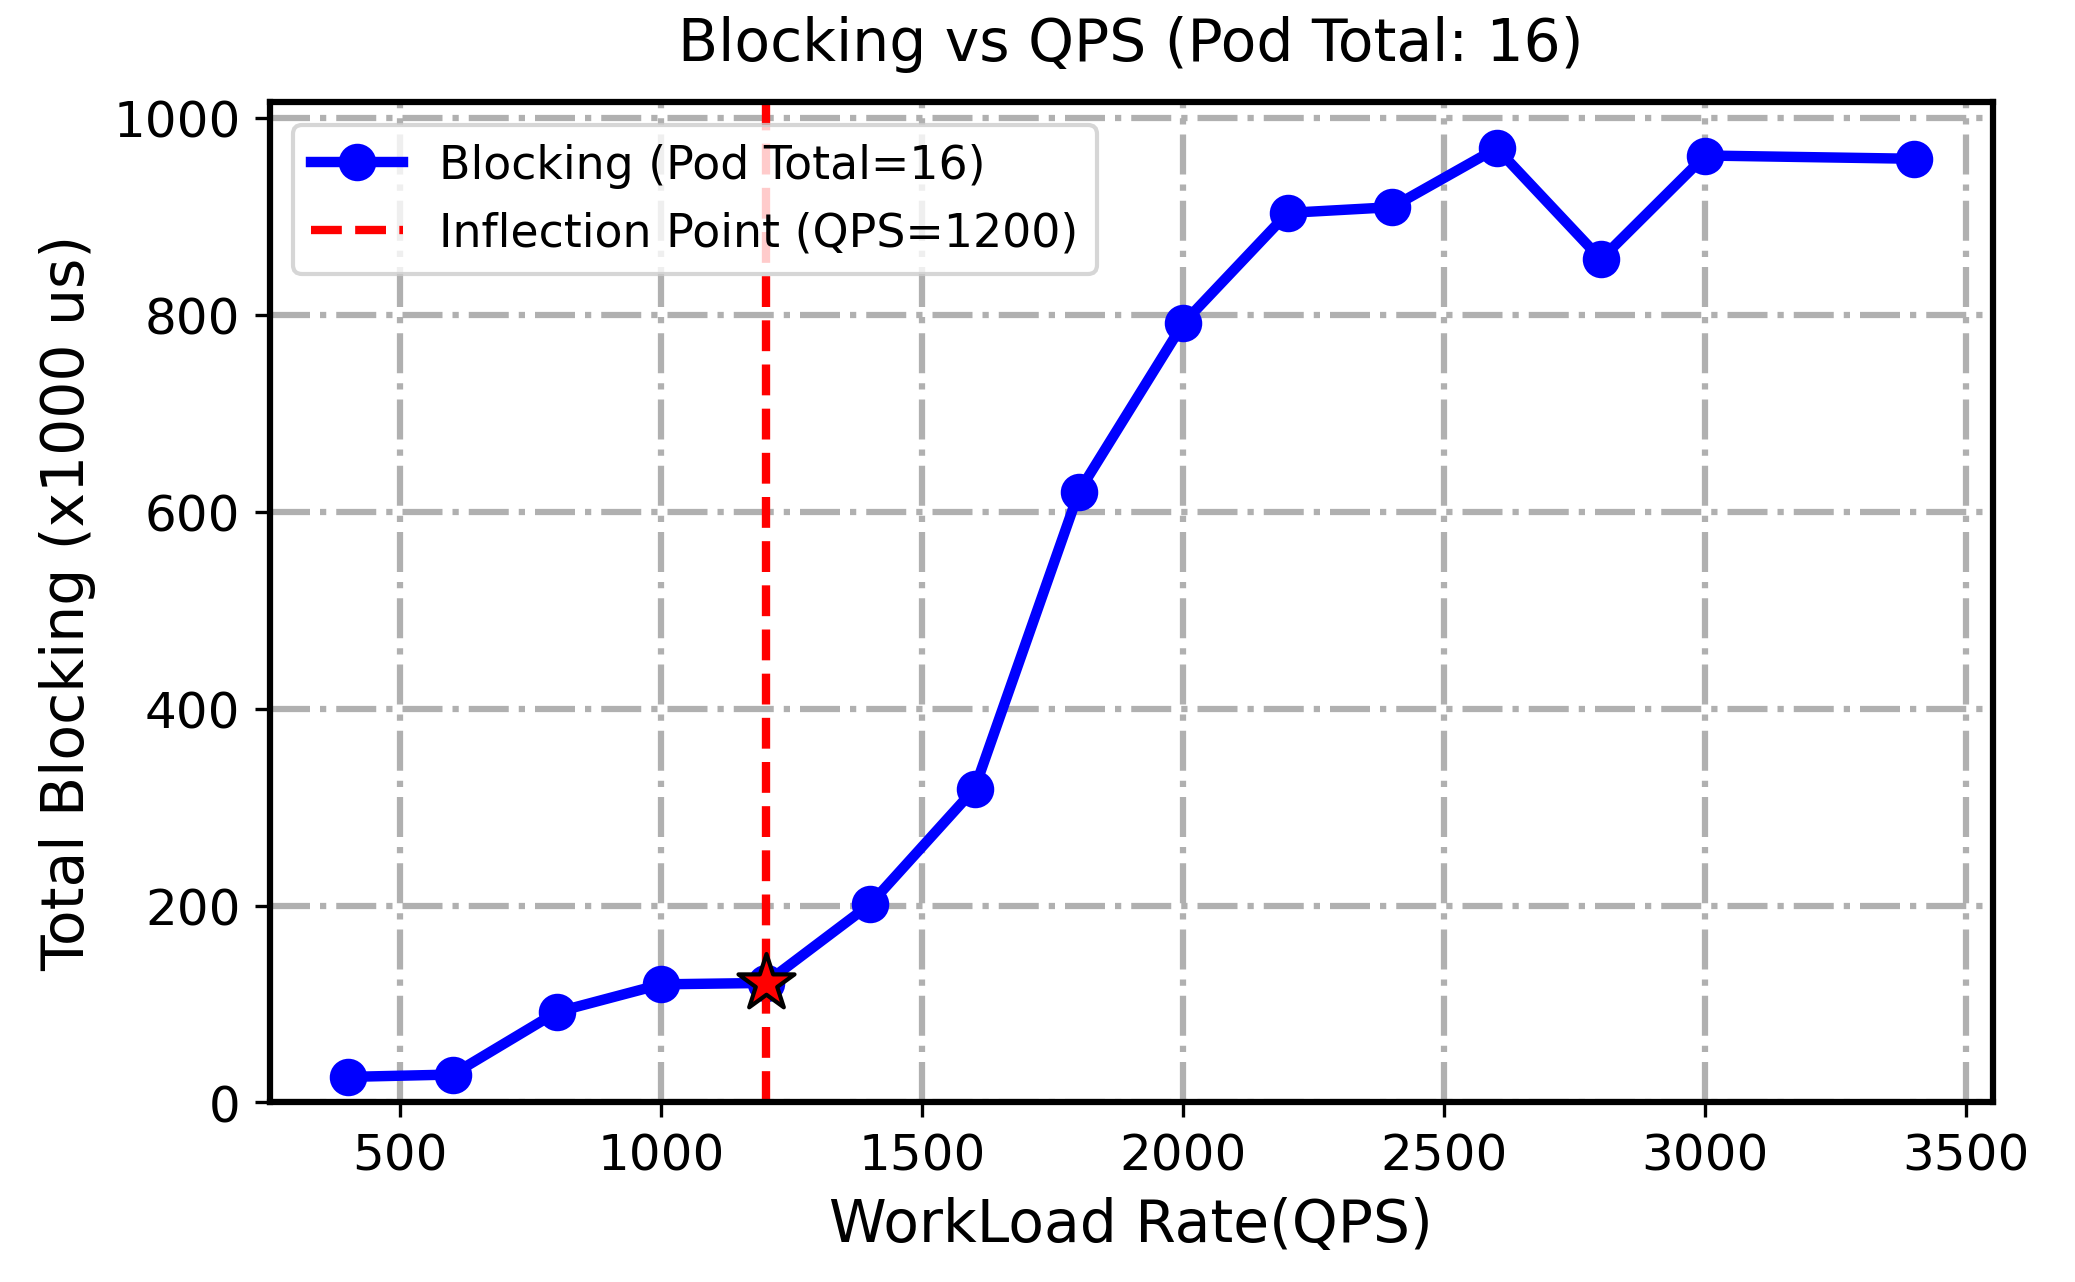 Blocking vs QPS (Pod Total: 16)
Blocking (Pod Total=16)
Inflection Point (QPS=1200)
Total Blocking (x1000 us)
1000
800
600
400
200
0
500 1000 1500 2000 2500 3000 3500
WorkLoad Rate(QPS)